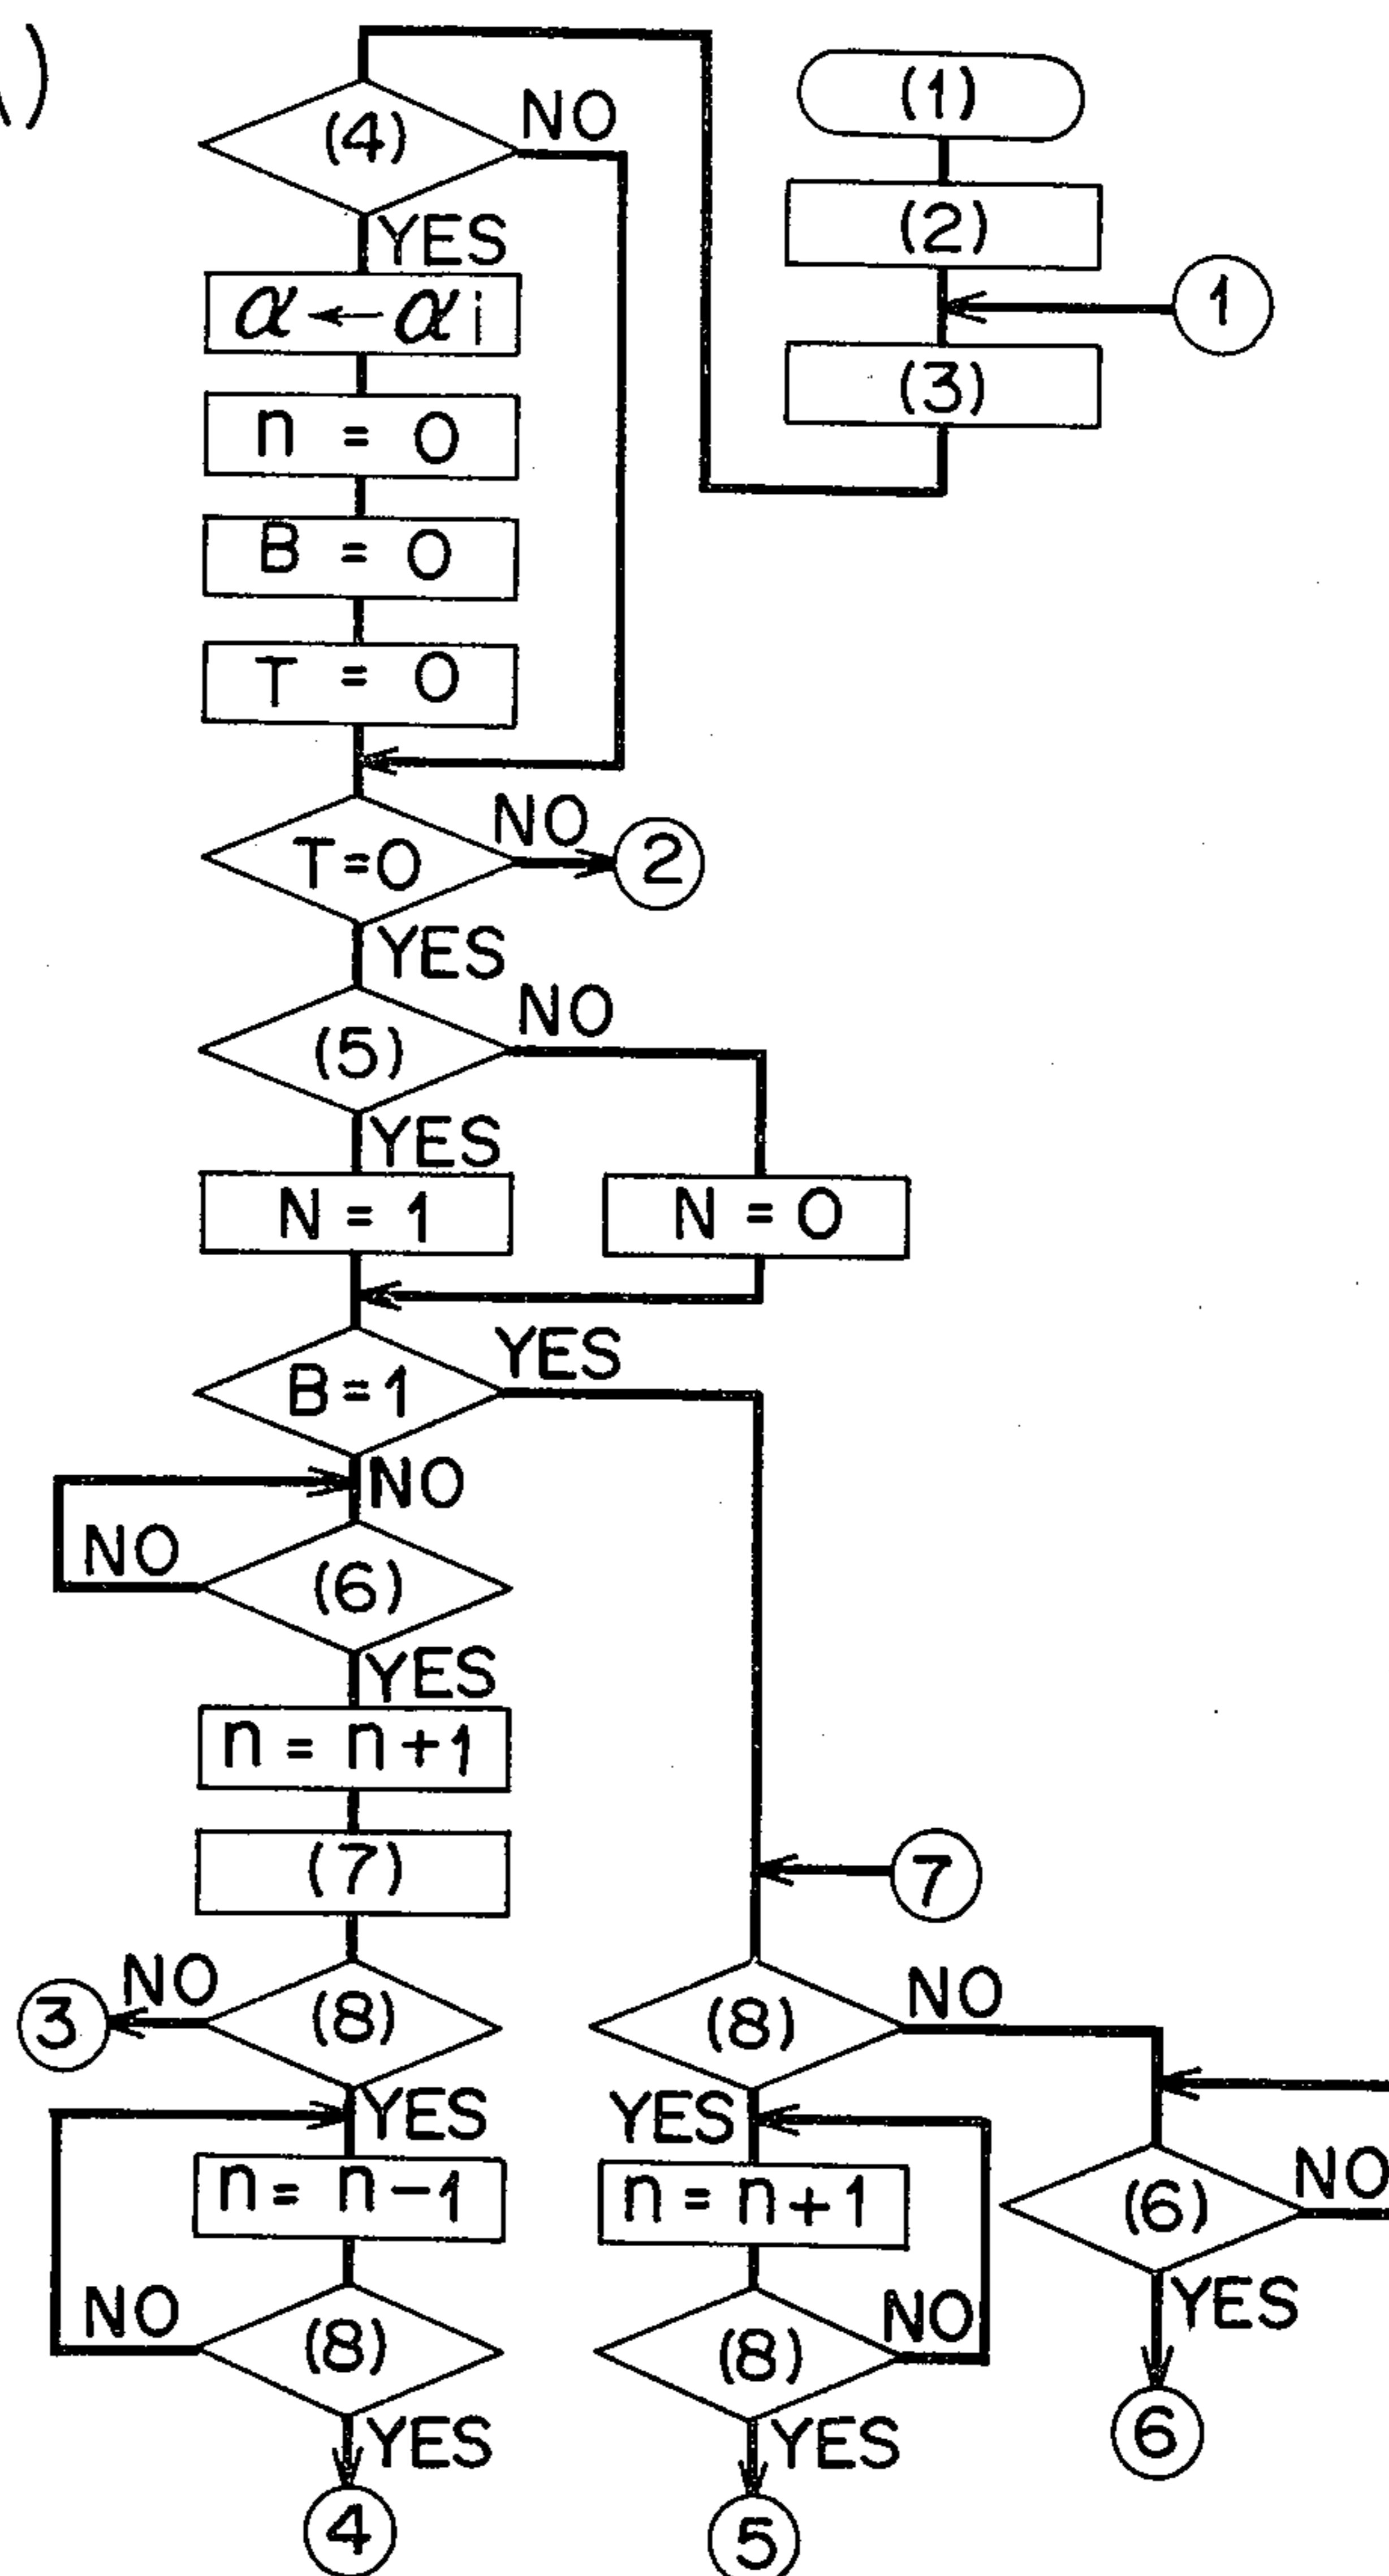 )
(1)
(2)
1
(3)
(4)
NO
YES
α ← αi
n = 0
B = 0
T = 0
T=0
NO
2
YES
(5)
NO
YES
N = 1
N = 0
B=1
YES
NO
(6)
NO
YES
n = n+1
(7)
7
(8)
NO
3
YES
n = n-1
(8)
NO
YES
4
(8)
NO
YES
n = n+1
(8)
NO
YES
5
(6)
NO
YES
6